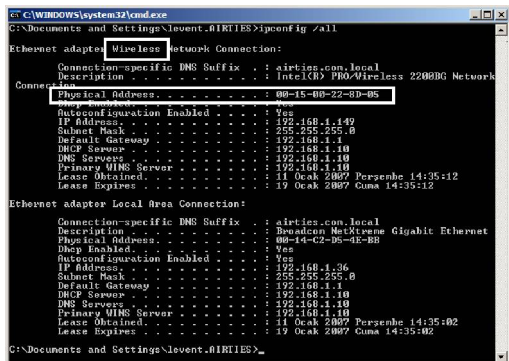 C:\WINDOWS\system32\cmd.exe
C:\Documents and Settings\levent.AIRTIES>ipconfig /all
Ethernet adapter Wireless Network Connection:
Connection-specific DNS Suffix . : airties.com.local
Description . . . . . . . . . . . : Intel(R) PRO/Wireless 2200BG Network
Connection
Physical Address. . . . . . . . . : 00-15-00-22-8D-05
Dhcp Enabled. . . . . . . . . . . : Yes
Autoconfiguration Enabled . . . . : Yes
IP Address. . . . . . . . . . . . : 192.168.1.149
Subnet Mask . . . . . . . . . . . : 255.255.255.0
Default Gateway . . . . . . . . . : 192.168.1.1
DHCP Server . . . . . . . . . . . : 192.168.1.10
DNS Servers . . . . . . . . . . . : 192.168.1.10
Primary WINS Server . . . . . . . : 192.168.1.10
Lease Obtained. . . . . . . . . . : 11 Ocak 2007 Perşembe 14:35:12
Lease Expires . . . . . . . . . . : 19 Ocak 2007 Cuma 14:35:12
Ethernet adapter Local Area Connection:
Connection-specific DNS Suffix . : airties.com.local
Description . . . . . . . . . . . : Broadcom NetXtreme Gigabit Ethernet
Physical Address. . . . . . . . . : 00-14-C2-D5-4E-BB
Dhcp Enabled. . . . . . . . . . . : Yes
Autoconfiguration Enabled . . . . : Yes
IP Address. . . . . . . . . . . . : 192.168.1.36
Subnet Mask . . . . . . . . . . . : 255.255.255.0
Default Gateway . . . . . . . . . : 192.168.1.1
DHCP Server . . . . . . . . . . . : 192.168.1.10
DNS Servers . . . . . . . . . . . : 192.168.1.10
Primary WINS Server . . . . . . . : 192.168.1.10
Lease Obtained. . . . . . . . . . : 11 Ocak 2007 Perşembe 14:35:02
Lease Expires . . . . . . . . . . : 19 Ocak 2007 Cuma 14:35:02
C:\Documents and Settings\levent.AIRTIES>_